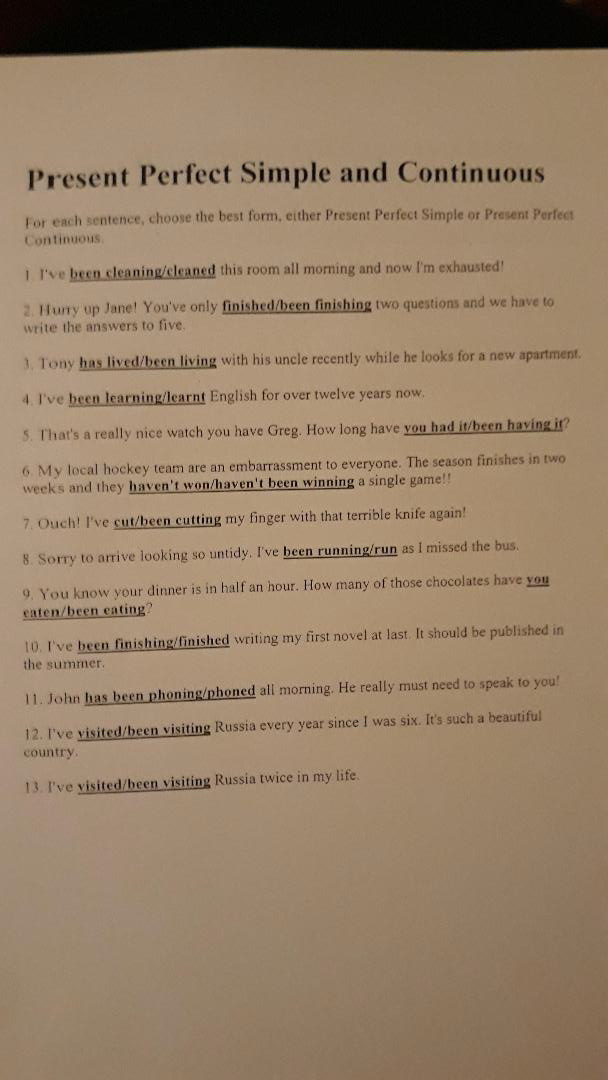 Present Perfect Simple and Continuous
For each sentence, choose the best form, either Present Perfect Simple or Present Perfect
Continuous.
1. I've been cleaning/cleaned this room all morning and now I'm exhausted!
2. Hurry up Jane! You've only finished/been finishing two questions and we have to
write the answers to five.
3. Tony has lived/been living with his uncle recently while he looks for a new apartment.
4. I've been learning/learnt English for over twelve years now.
5. That's a really nice watch you have Greg. How long have you had it/been having it?
6. My local hockey team are an embarrassment to everyone. The season finishes in two
weeks and they haven't won/haven't been winning a single game!!
7. Ouch! I've cut/been cutting my finger with that terrible knife again!
8. Sorry to arrive looking so untidy. I've been running/run as I missed the bus.
9. You know your dinner is in half an hour. How many of those chocolates have you
eaten/been eating?
10. I've been finishing/finished writing my first novel at last. It should be published in
the summer.
11. John has been phoning/phoned all morning. He really must need to speak to you!
12. I've visited/been visiting Russia every year since I was six. It's such a beautiful
country.
13. I've visited/been visiting Russia twice in my life.